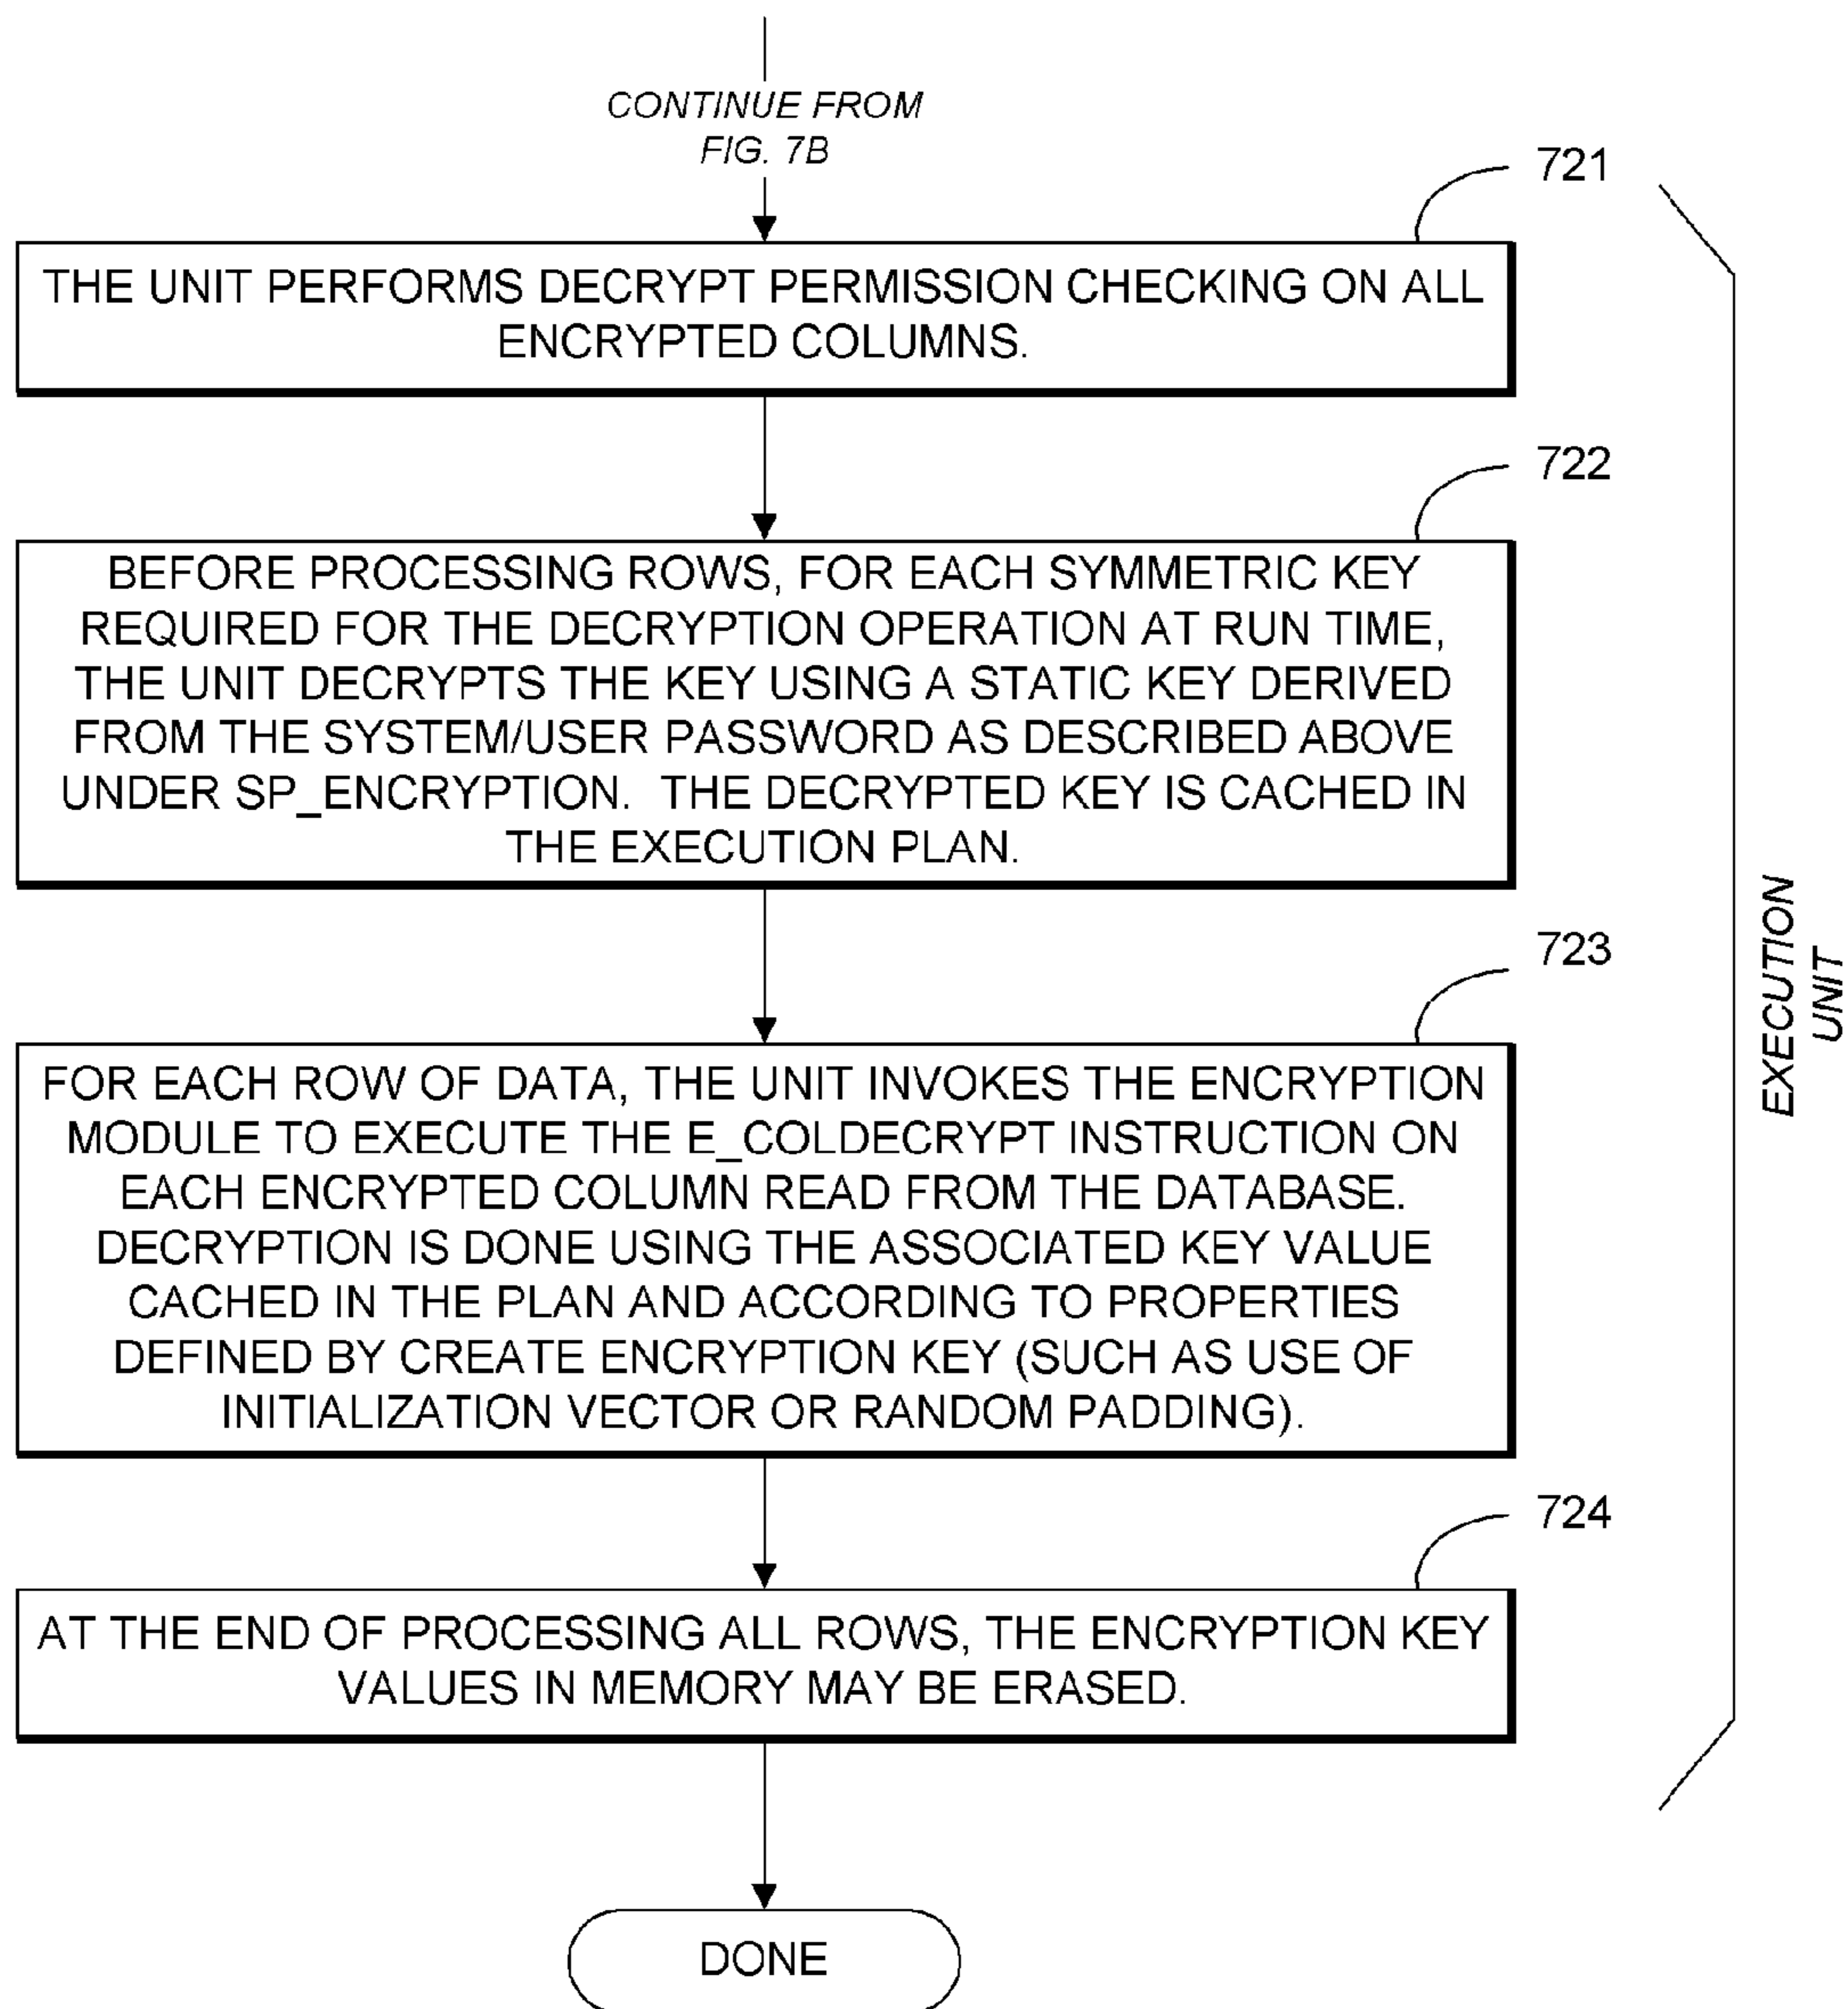 CONTINUE FROM
FIG. 7B
721
THE UNIT PERFORMS DECRYPT PERMISSION CHECKING ON ALL
ENCRYPTED COLUMNS.
722
BEFORE PROCESSING ROWS, FOR EACH SYMMETRIC KEY
REQUIRED FOR THE DECRYPTION OPERATION AT RUN TIME,
THE UNIT DECRYPTS THE KEY USING A STATIC KEY DERIVED
FROM THE SYSTEM/USER PASSWORD AS DESCRIBED ABOVE
UNDER SP_ENCRYPTION.  THE DECRYPTED KEY IS CACHED IN
THE EXECUTION PLAN.
723
FOR EACH ROW OF DATA, THE UNIT INVOKES THE ENCRYPTION
MODULE TO EXECUTE THE E_COLDECRYPT INSTRUCTION ON
EACH ENCRYPTED COLUMN READ FROM THE DATABASE.
DECRYPTION IS DONE USING THE ASSOCIATED KEY VALUE
CACHED IN THE PLAN AND ACCORDING TO PROPERTIES
DEFINED BY CREATE ENCRYPTION KEY (SUCH AS USE OF
INITIALIZATION VECTOR OR RANDOM PADDING).
724
AT THE END OF PROCESSING ALL ROWS, THE ENCRYPTION KEY
VALUES IN MEMORY MAY BE ERASED.
DONE
EXECUTION
UNIT